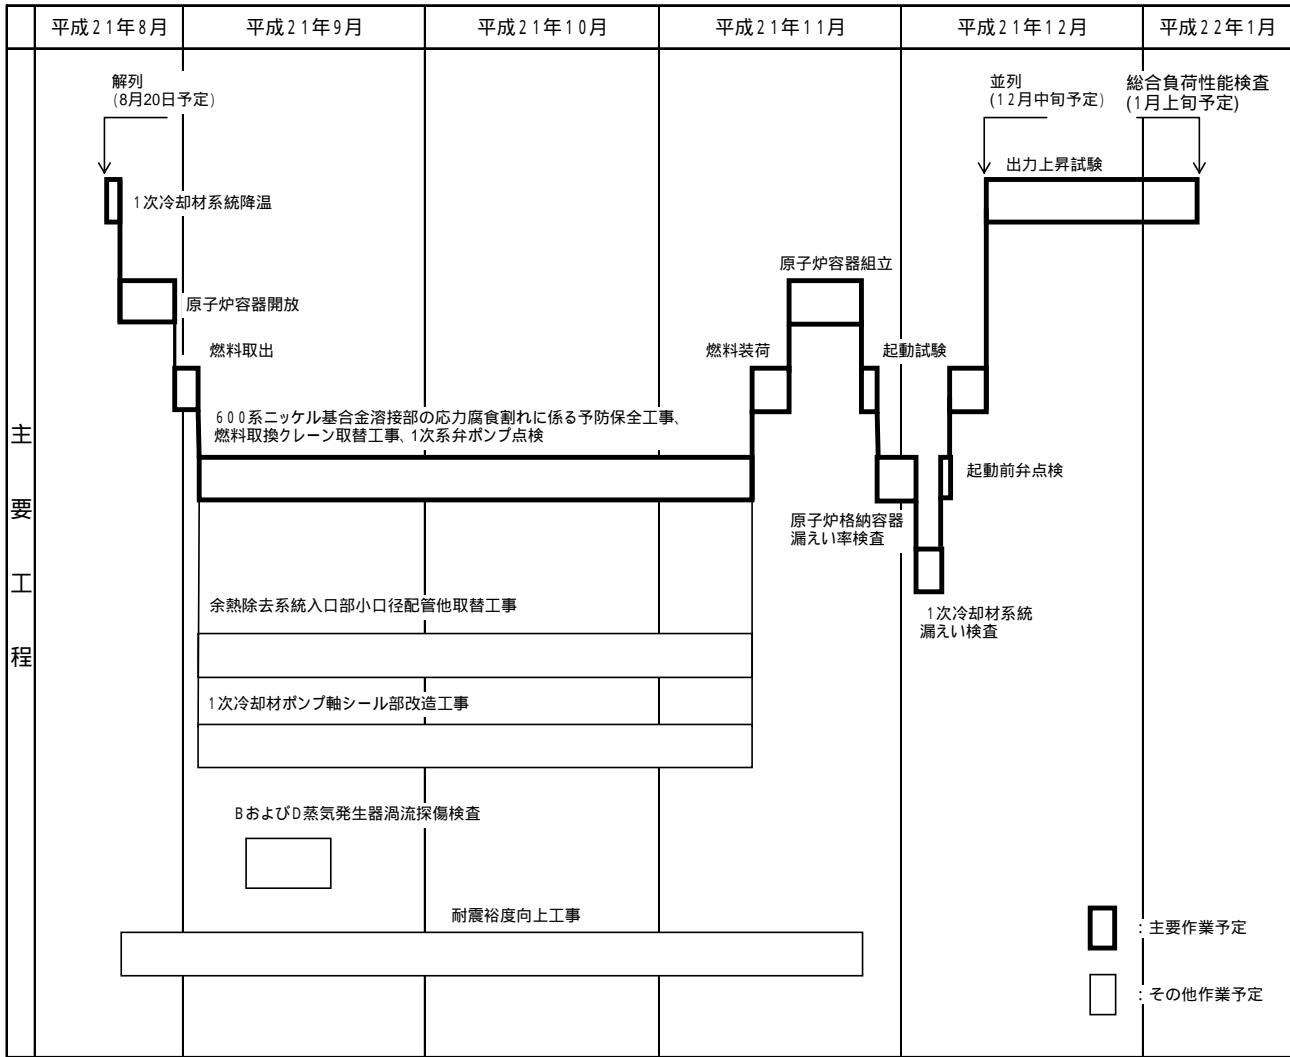 平成21年8月
平成21年9月
平成21年10月
平成21年11月
平成21年12月
平成22年1月
主要工程
解列
(8月20日予定)
並列
(12月中旬予定)
総合負荷性能検査
(1月上旬予定)
出力上昇試験
1次冷却材系統降温
原子炉容器組立
原子炉容器開放
燃料取出
燃料装荷
起動試験
600系ニッケル基合金溶接部の応力腐食割れに係る予防保全工事、
燃料取換クレーン取替工事、1次系弁ポンプ点検
起動前弁点検
原子炉格納容器
漏えい率検査
余熱除去系統入口部小口径配管他取替工事
1次冷却材系統
漏えい検査
1次冷却材ポンプ軸シール部改造工事
BおよびD蒸気発生器渦流探傷検査
耐震裕度向上工事
:主要作業予定
:その他作業予定